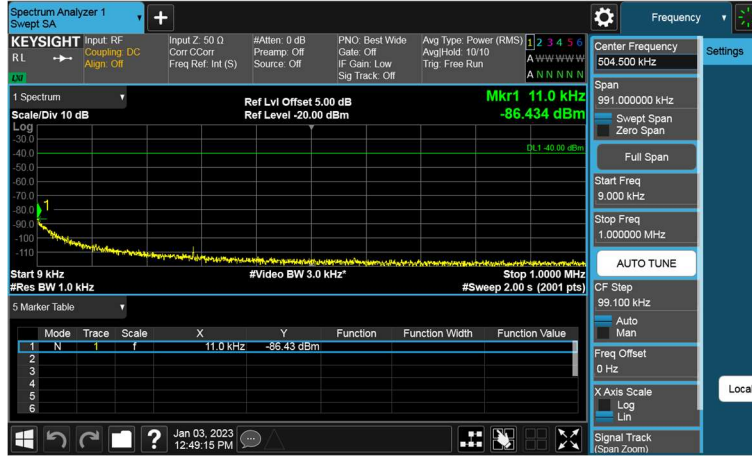 Spectrum Analyzer 1
Swept SA
Frequency
KEYSIGHT Input: RF Input Z: 50 Ω #Atten: 0 dB PNO: Best Wide Avg Type: Power (RMS) 1 2 3 4 5 6
RL Coupling: DC Corr CCorr Preamp: Off Gate: Off Avg|Hold: 10/10 A W W W W W
Align: Off Freq Ref: Int (S) Source: Off IF Gain: Low Trig: Free Run
LXI Sig Track: Off A N N N N N
Center Frequency
504.500 kHz
Settings
Span
991.000000 kHz
Swept Span
Zero Span
Full Span
Start Freq
9.000 kHz
Stop Freq
1.000000 MHz
AUTO TUNE
CF Step
99.100 kHz
Auto
Man
Freq Offset
0 Hz
X Axis Scale
Log
Lin
Signal Track
(Span Zoom)
Local
1 Spectrum
Ref Lvl Offset 5.00 dB Mkr1 11.0 kHz
Scale/Div 10 dB Ref Level -20.00 dBm -86.434 dBm
Log
-30.0
-40.0
DL1 -40.00 dBm
-50.0
-60.0
-70.0
-80.0
1
-90.0
-100
-110
Start 9 kHz #Video BW 3.0 kHz* Stop 1.0000 MHz
#Res BW 1.0 kHz #Sweep 2.00 s (2001 pts)
5 Marker Table
Mode Trace Scale X Y Function Function Width Function Value
1 N 1 f 11.0 kHz -86.43 dBm
2
3
4
5
6
? Jan 03, 2023
12:49:15 PM